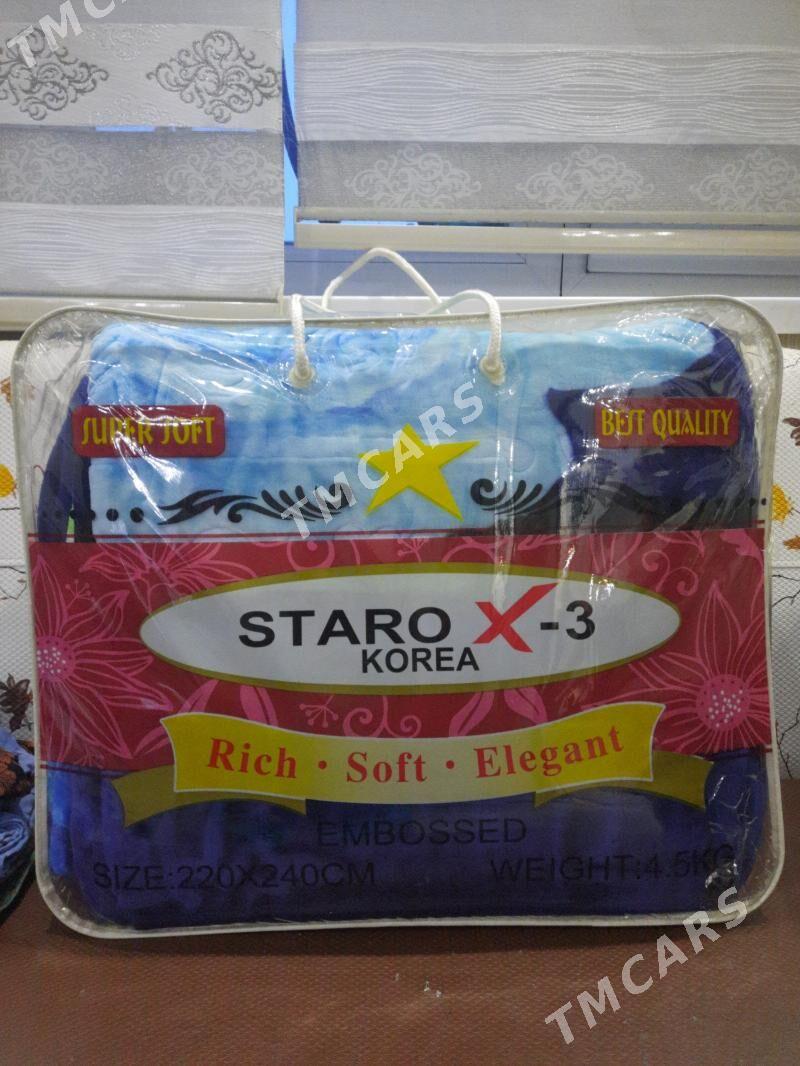 TMCARS
SUPER SOFT
BEST QUALITY
TMCARS
STARO X-3
KOREA
Rich · Soft · Elegant
EMBOSSED
SIZE:220X240CM
WEIGHT:4.5KG
TMCARS